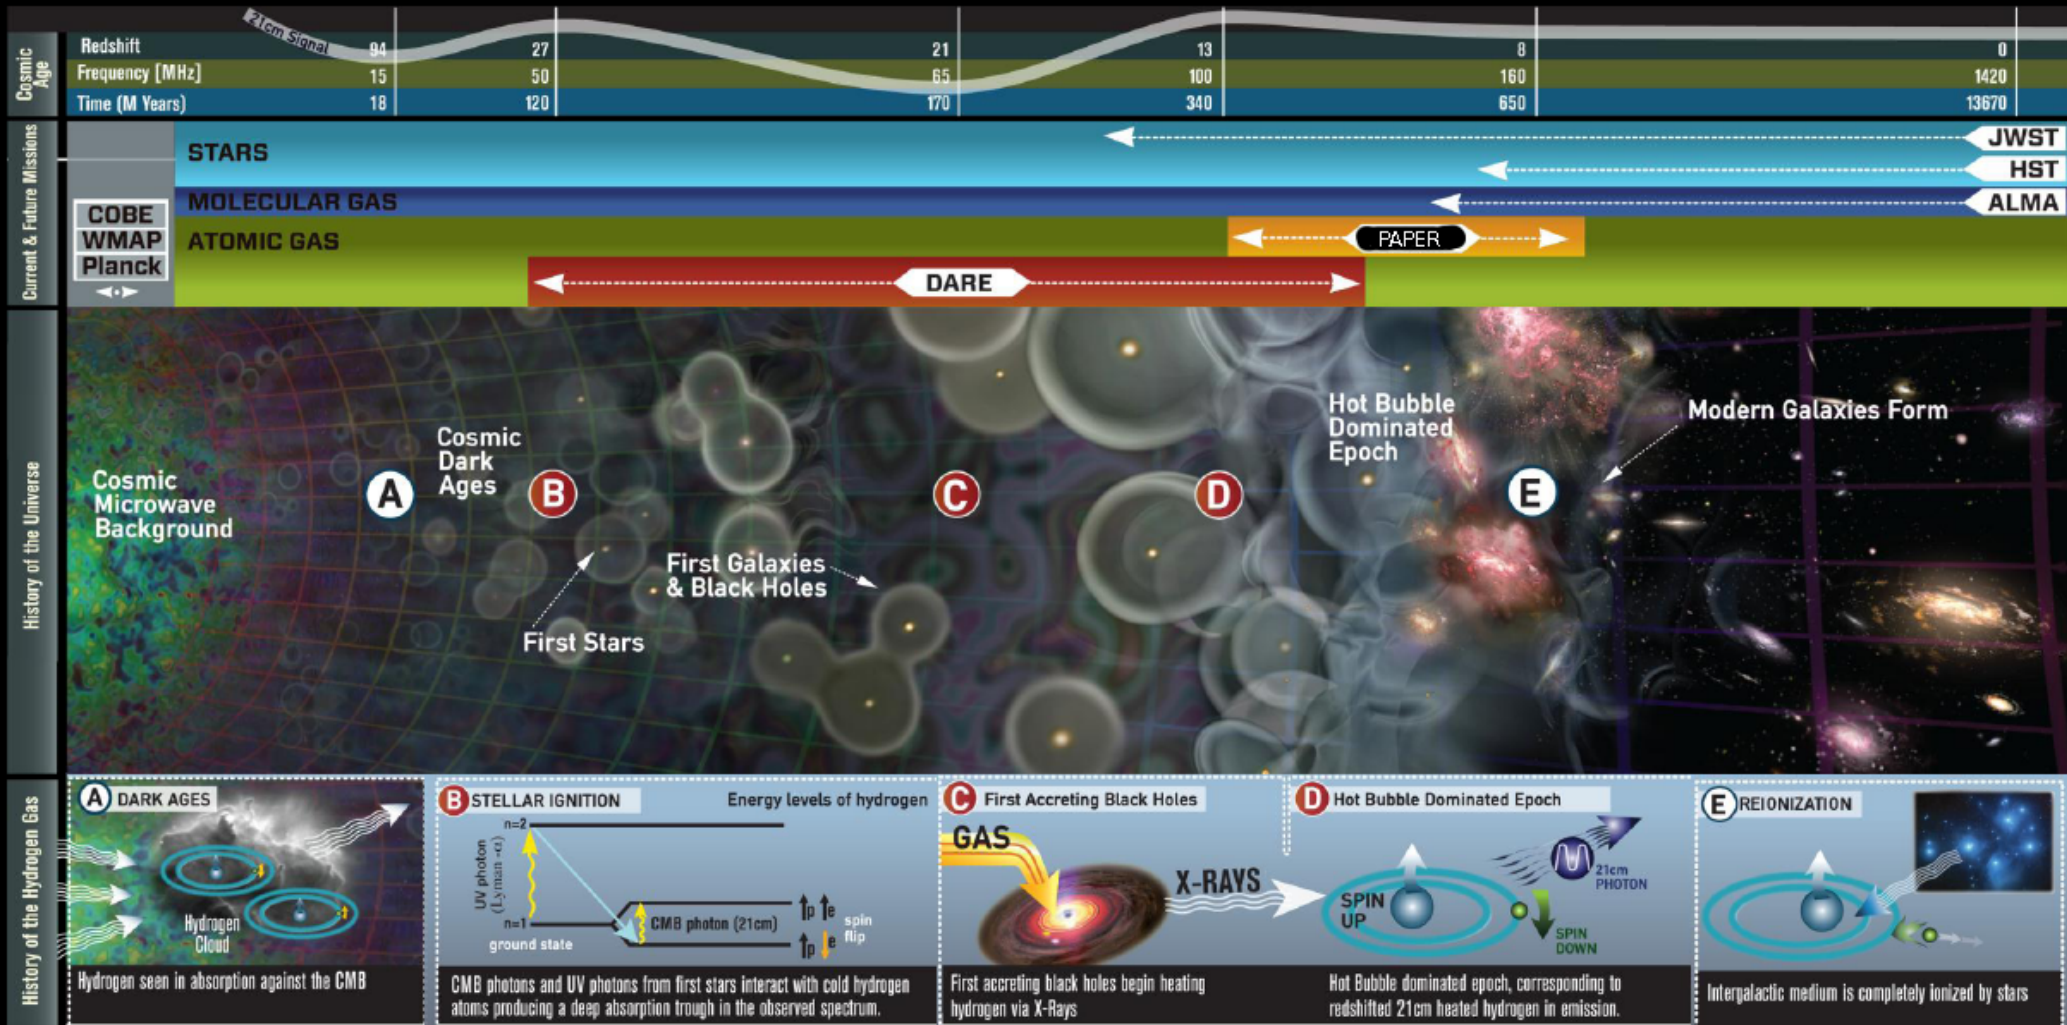 21cm Signal
Cosmic
Age
Redshift 94 27 21 13 8 0
Frequency [MHz] 15 50 65 100 160 1420
Time (M Years) 18 120 170 340 650 13670
Current & Future Missions
STARS
JWST
HST
MOLECULAR GAS
ALMA
COBE
WMAP
Planck
ATOMIC GAS
PAPER
DARE
History of the Universe
Cosmic
Microwave
Background
A
Cosmic
Dark
Ages
B
First Stars
First Galaxies
& Black Holes
C
D
Hot Bubble
Dominated
Epoch
E
Modern Galaxies Form
History of the Hydrogen Gas
A DARK AGES
Hydrogen
Cloud
Hydrogen seen in absorption against the CMB
B STELLAR IGNITION
Energy levels of hydrogen
n=2
UV photon
(Lyman -α)
n=1
ground state
CMB photon (21cm)
p e
p e
spin
flip
CMB photons and UV photons from first stars interact with cold hydrogen
atoms producing a deep absorption trough in the observed spectrum.
C First Accreting Black Holes
GAS
X-RAYS
First accreting black holes begin heating
hydrogen via X-Rays
D Hot Bubble Dominated Epoch
21cm
PHOTON
SPIN
UP
SPIN
DOWN
Hot Bubble dominated epoch, corresponding to
redshifted 21cm heated hydrogen in emission.
E REIONIZATION
Intergalactic medium is completely ionized by stars